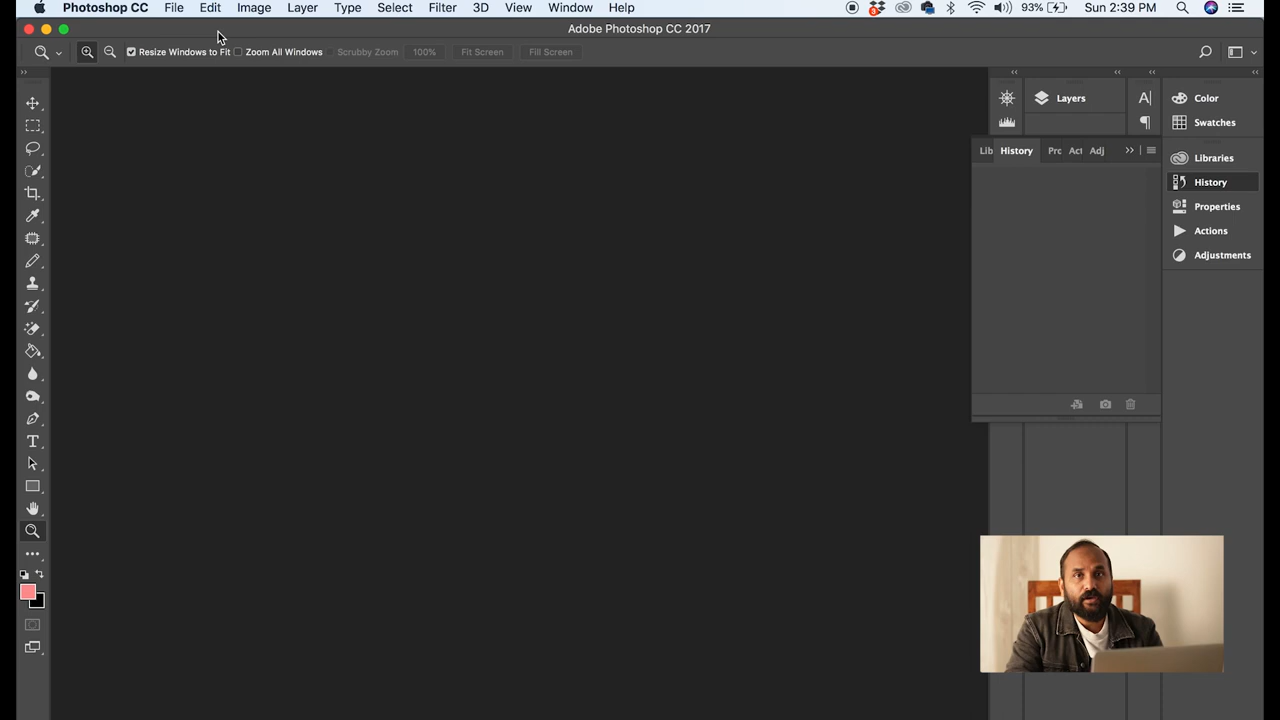 Photoshop CC File Edit Image Layer Type Select Filter 3D View Window Help 93% Sun 2:39 PM
Adobe Photoshop CC 2017
Resize Windows to Fit Zoom All Windows Scrubby Zoom 100% Fit Screen Fill Screen
Layers
Color
Swatches
Lib History Prc Act Adj
Libraries
History
Properties
Actions
Adjustments